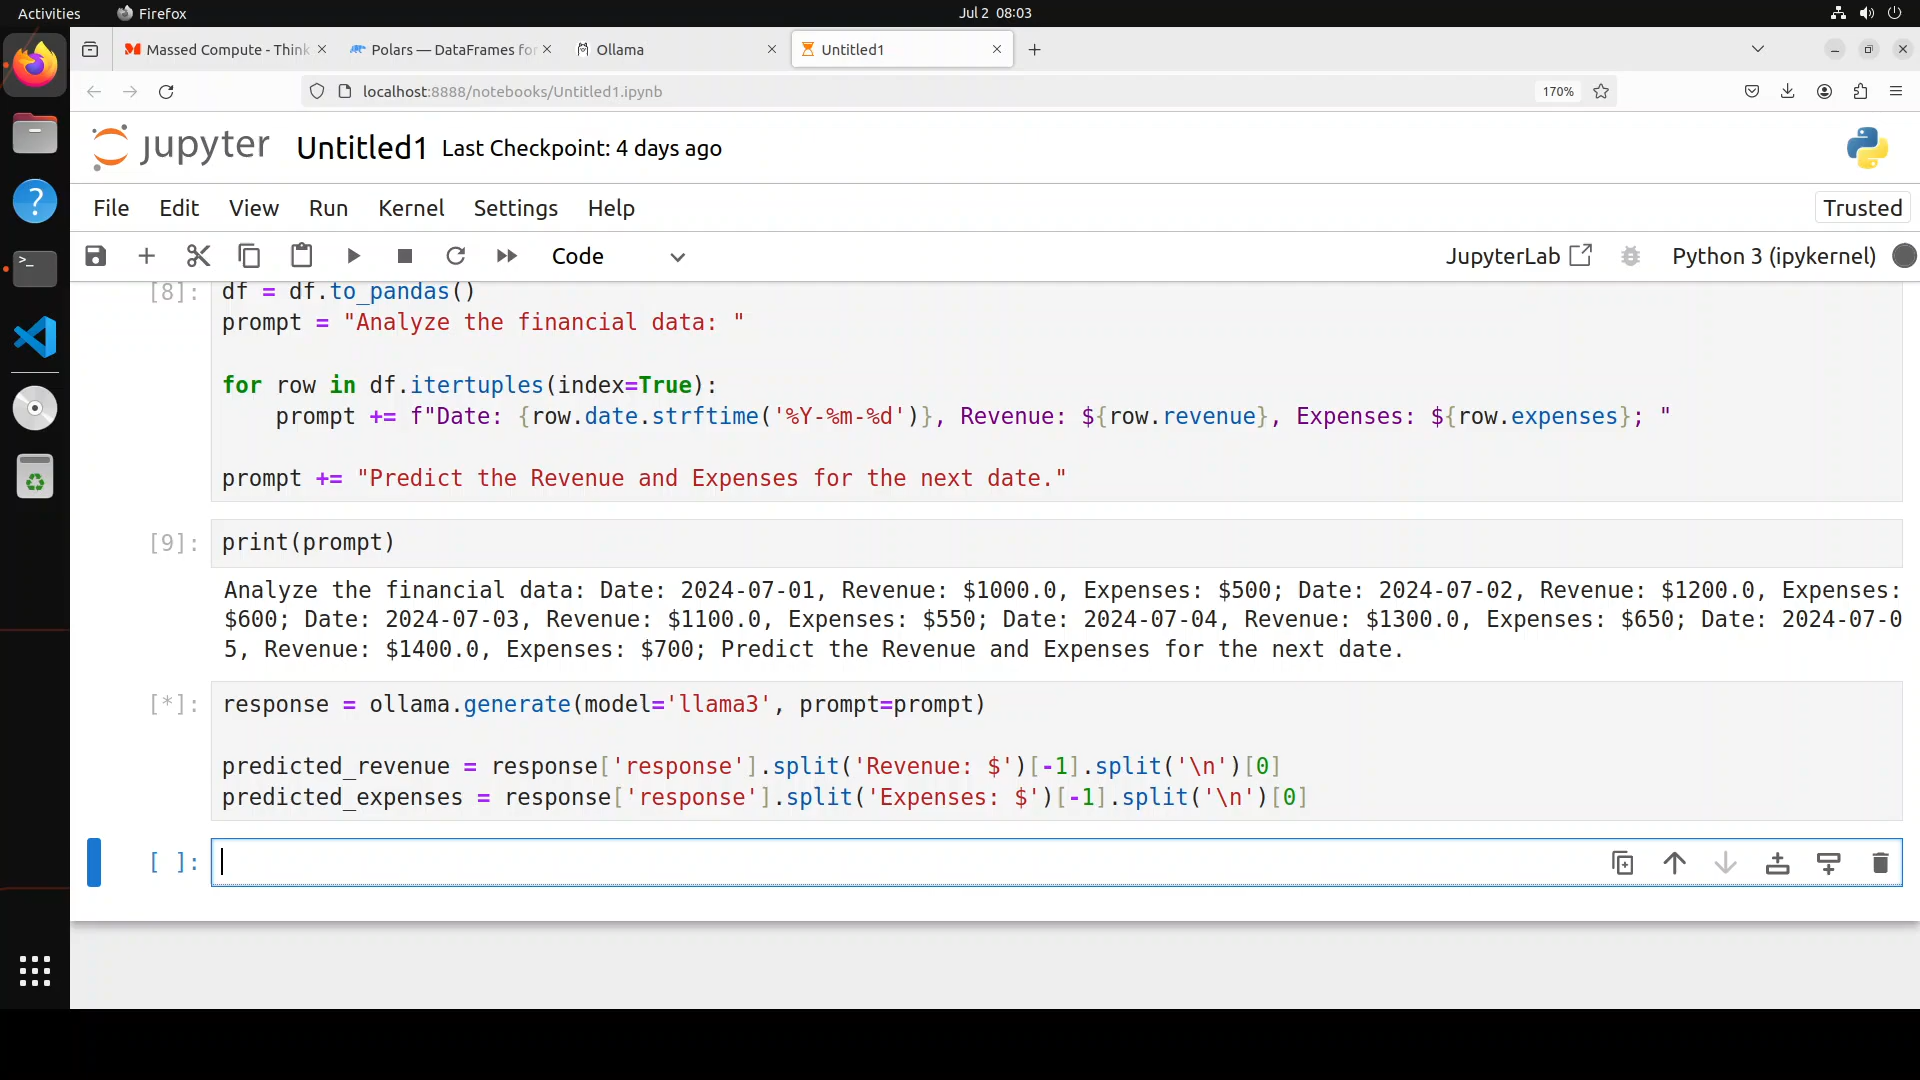 Activities Firefox Jul 2 08:03
Massed Compute - Think Polars — DataFrames for Ollama Untitled1
localhost:8888/notebooks/Untitled1.ipynb 170%
jupyter Untitled1 Last Checkpoint: 4 days ago
File Edit View Run Kernel Settings Help Trusted
Code JupyterLab Python 3 (ipykernel)
[8]: df = df.to_pandas()
prompt = "Analyze the financial data: "
for row in df.itertuples(index=True):
prompt += f"Date: {row.date.strftime('%Y-%m-%d')}, Revenue: ${row.revenue}, Expenses: ${row.expenses}; "
prompt += "Predict the Revenue and Expenses for the next date."
[9]: print(prompt)
Analyze the financial data: Date: 2024-07-01, Revenue: $1000.0, Expenses: $500; Date: 2024-07-02, Revenue: $1200.0, Expenses:
$600; Date: 2024-07-03, Revenue: $1100.0, Expenses: $550; Date: 2024-07-04, Revenue: $1300.0, Expenses: $650; Date: 2024-07-0
5, Revenue: $1400.0, Expenses: $700; Predict the Revenue and Expenses for the next date.
[*]: response = ollama.generate(model='llama3', prompt=prompt)
predicted_revenue = response['response'].split('Revenue: $')[-1].split('\n')[0]
predicted_expenses = response['response'].split('Expenses: $')[-1].split('\n')[0]
[ ]: